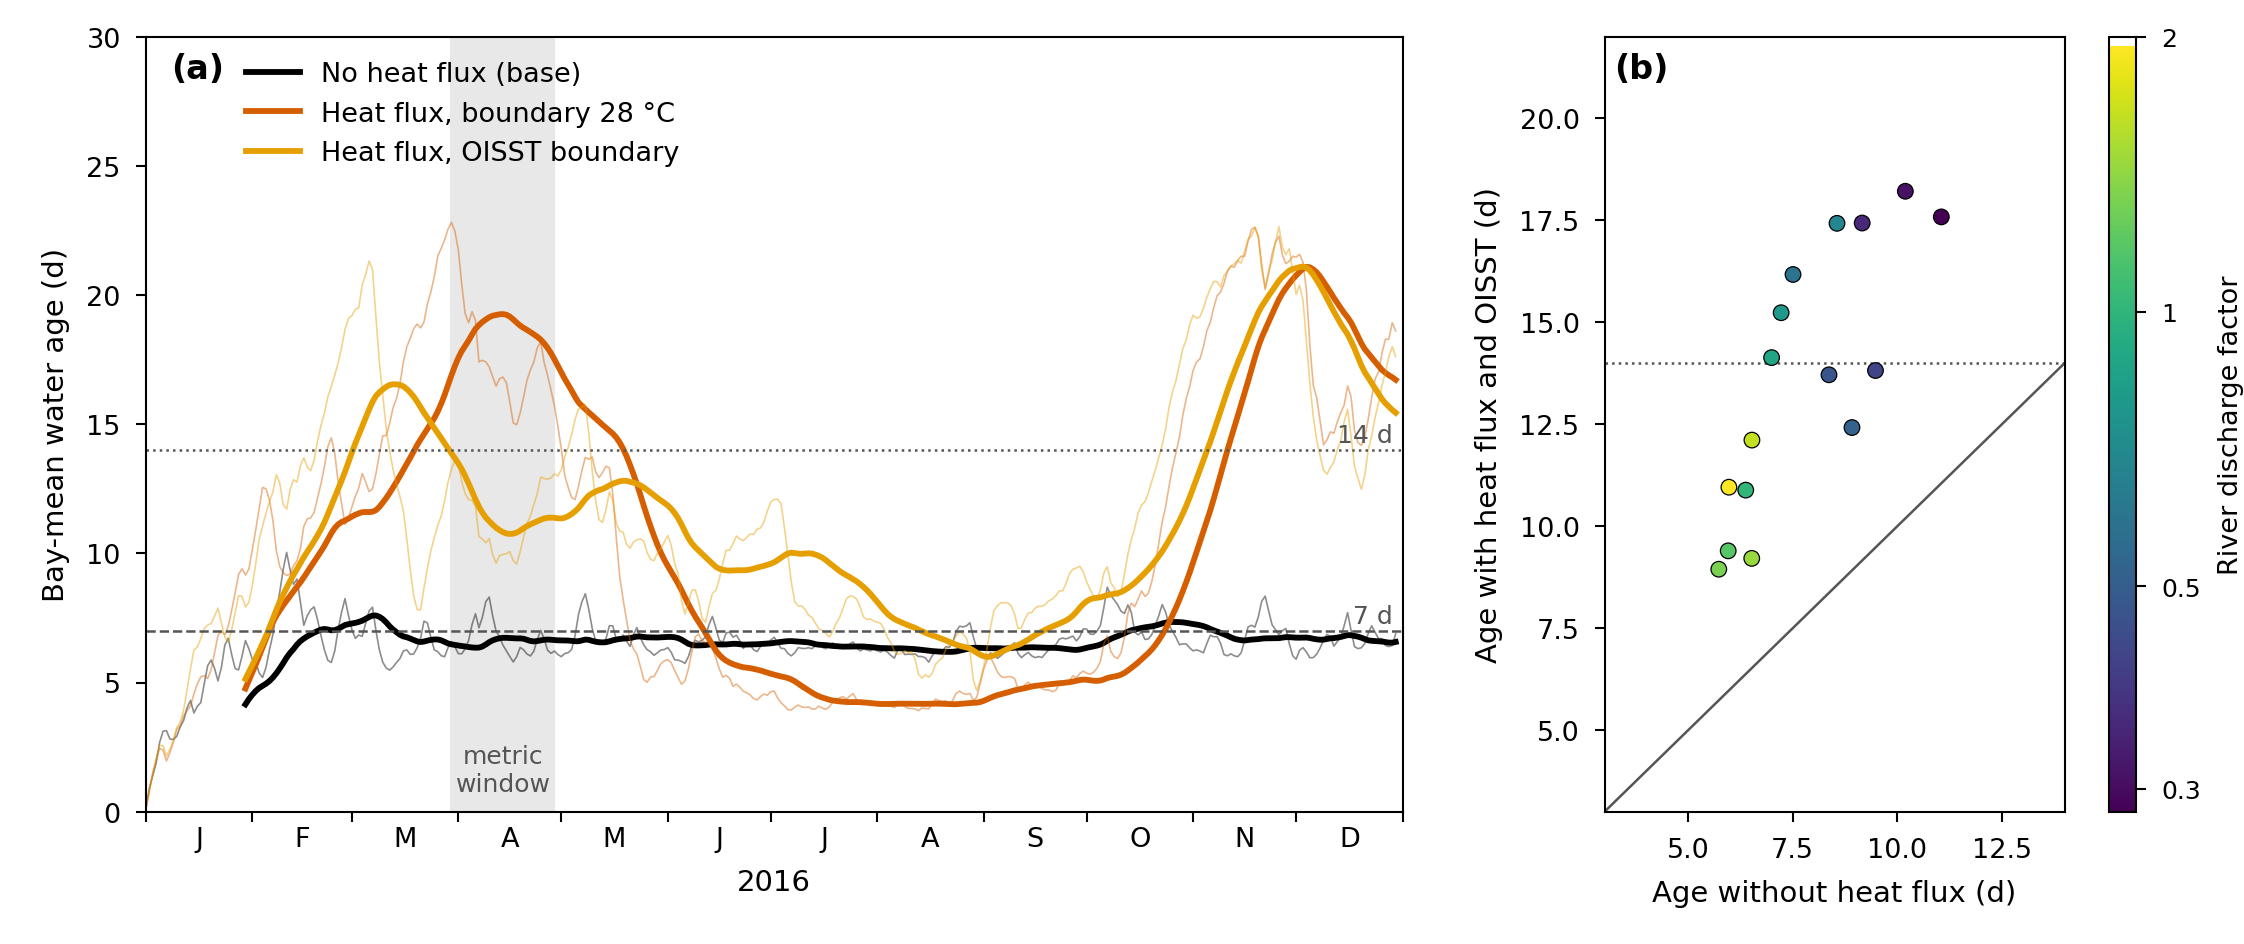 (a)
No heat flux (base)
Heat flux, boundary 28 °C
Heat flux, OISST boundary
30
25
20
15
10
5
0
Bay-mean water age (d)
14 d
7 d
metric
window
J F M A M J J A S O N D
2016
(b)
20.0
17.5
15.0
12.5
10.0
7.5
5.0
Age with heat flux and OISST (d)
5.0 7.5 10.0 12.5
Age without heat flux (d)
2
1
0.5
0.3
River discharge factor